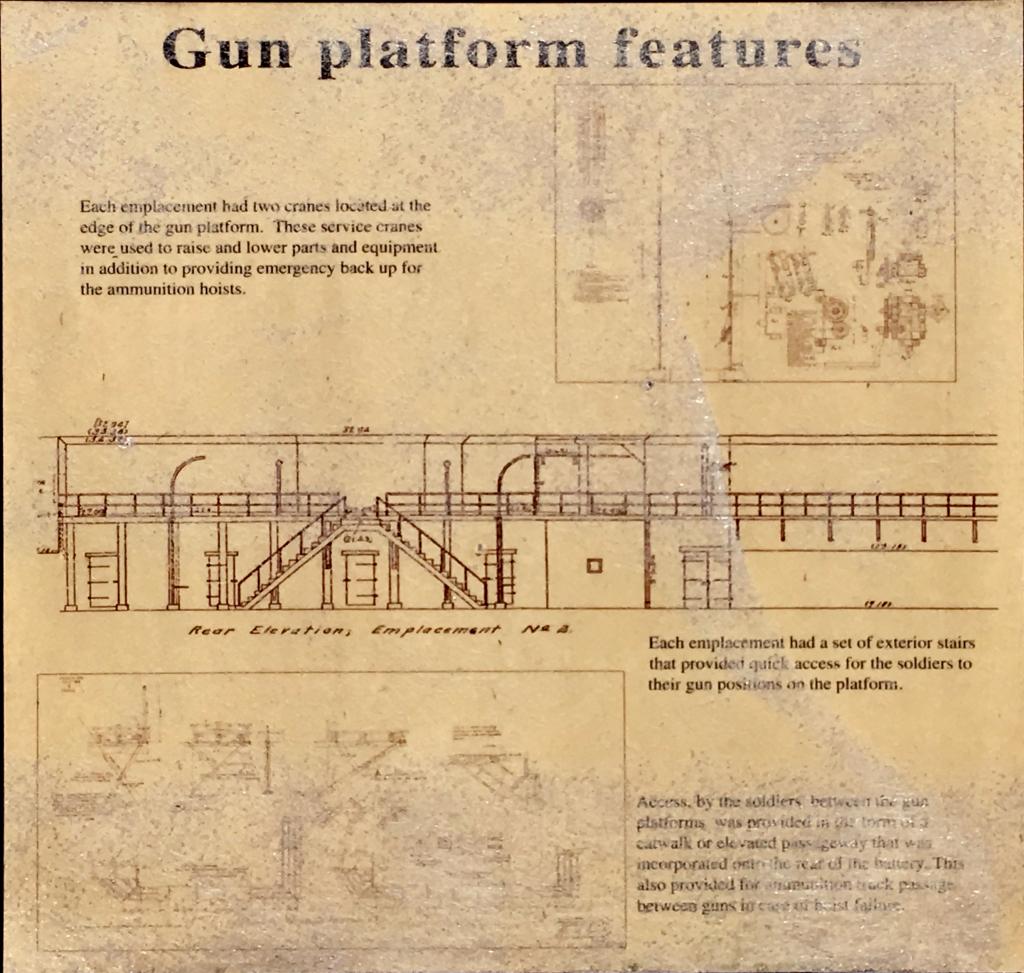 Gun platform features
Each emplacement had two cranes located at the
edge of the gun platform. These service cranes
were used to raise and lower parts and equipment
in addition to providing emergency back up for
the ammunition hoists.
32.04
Rear Elevation, Emplacement No 2.
Each emplacement had a set of exterior stairs
that provided quick access for the soldiers to
their gun positions on the platform.
Access, by the soldiers, between the gun
platforms, was provided in the form of a
catwalk or elevated passageway that was
incorporated onto the rear of the battery. This
also provided for ammunition truck passage
between guns in case of hoist failure.